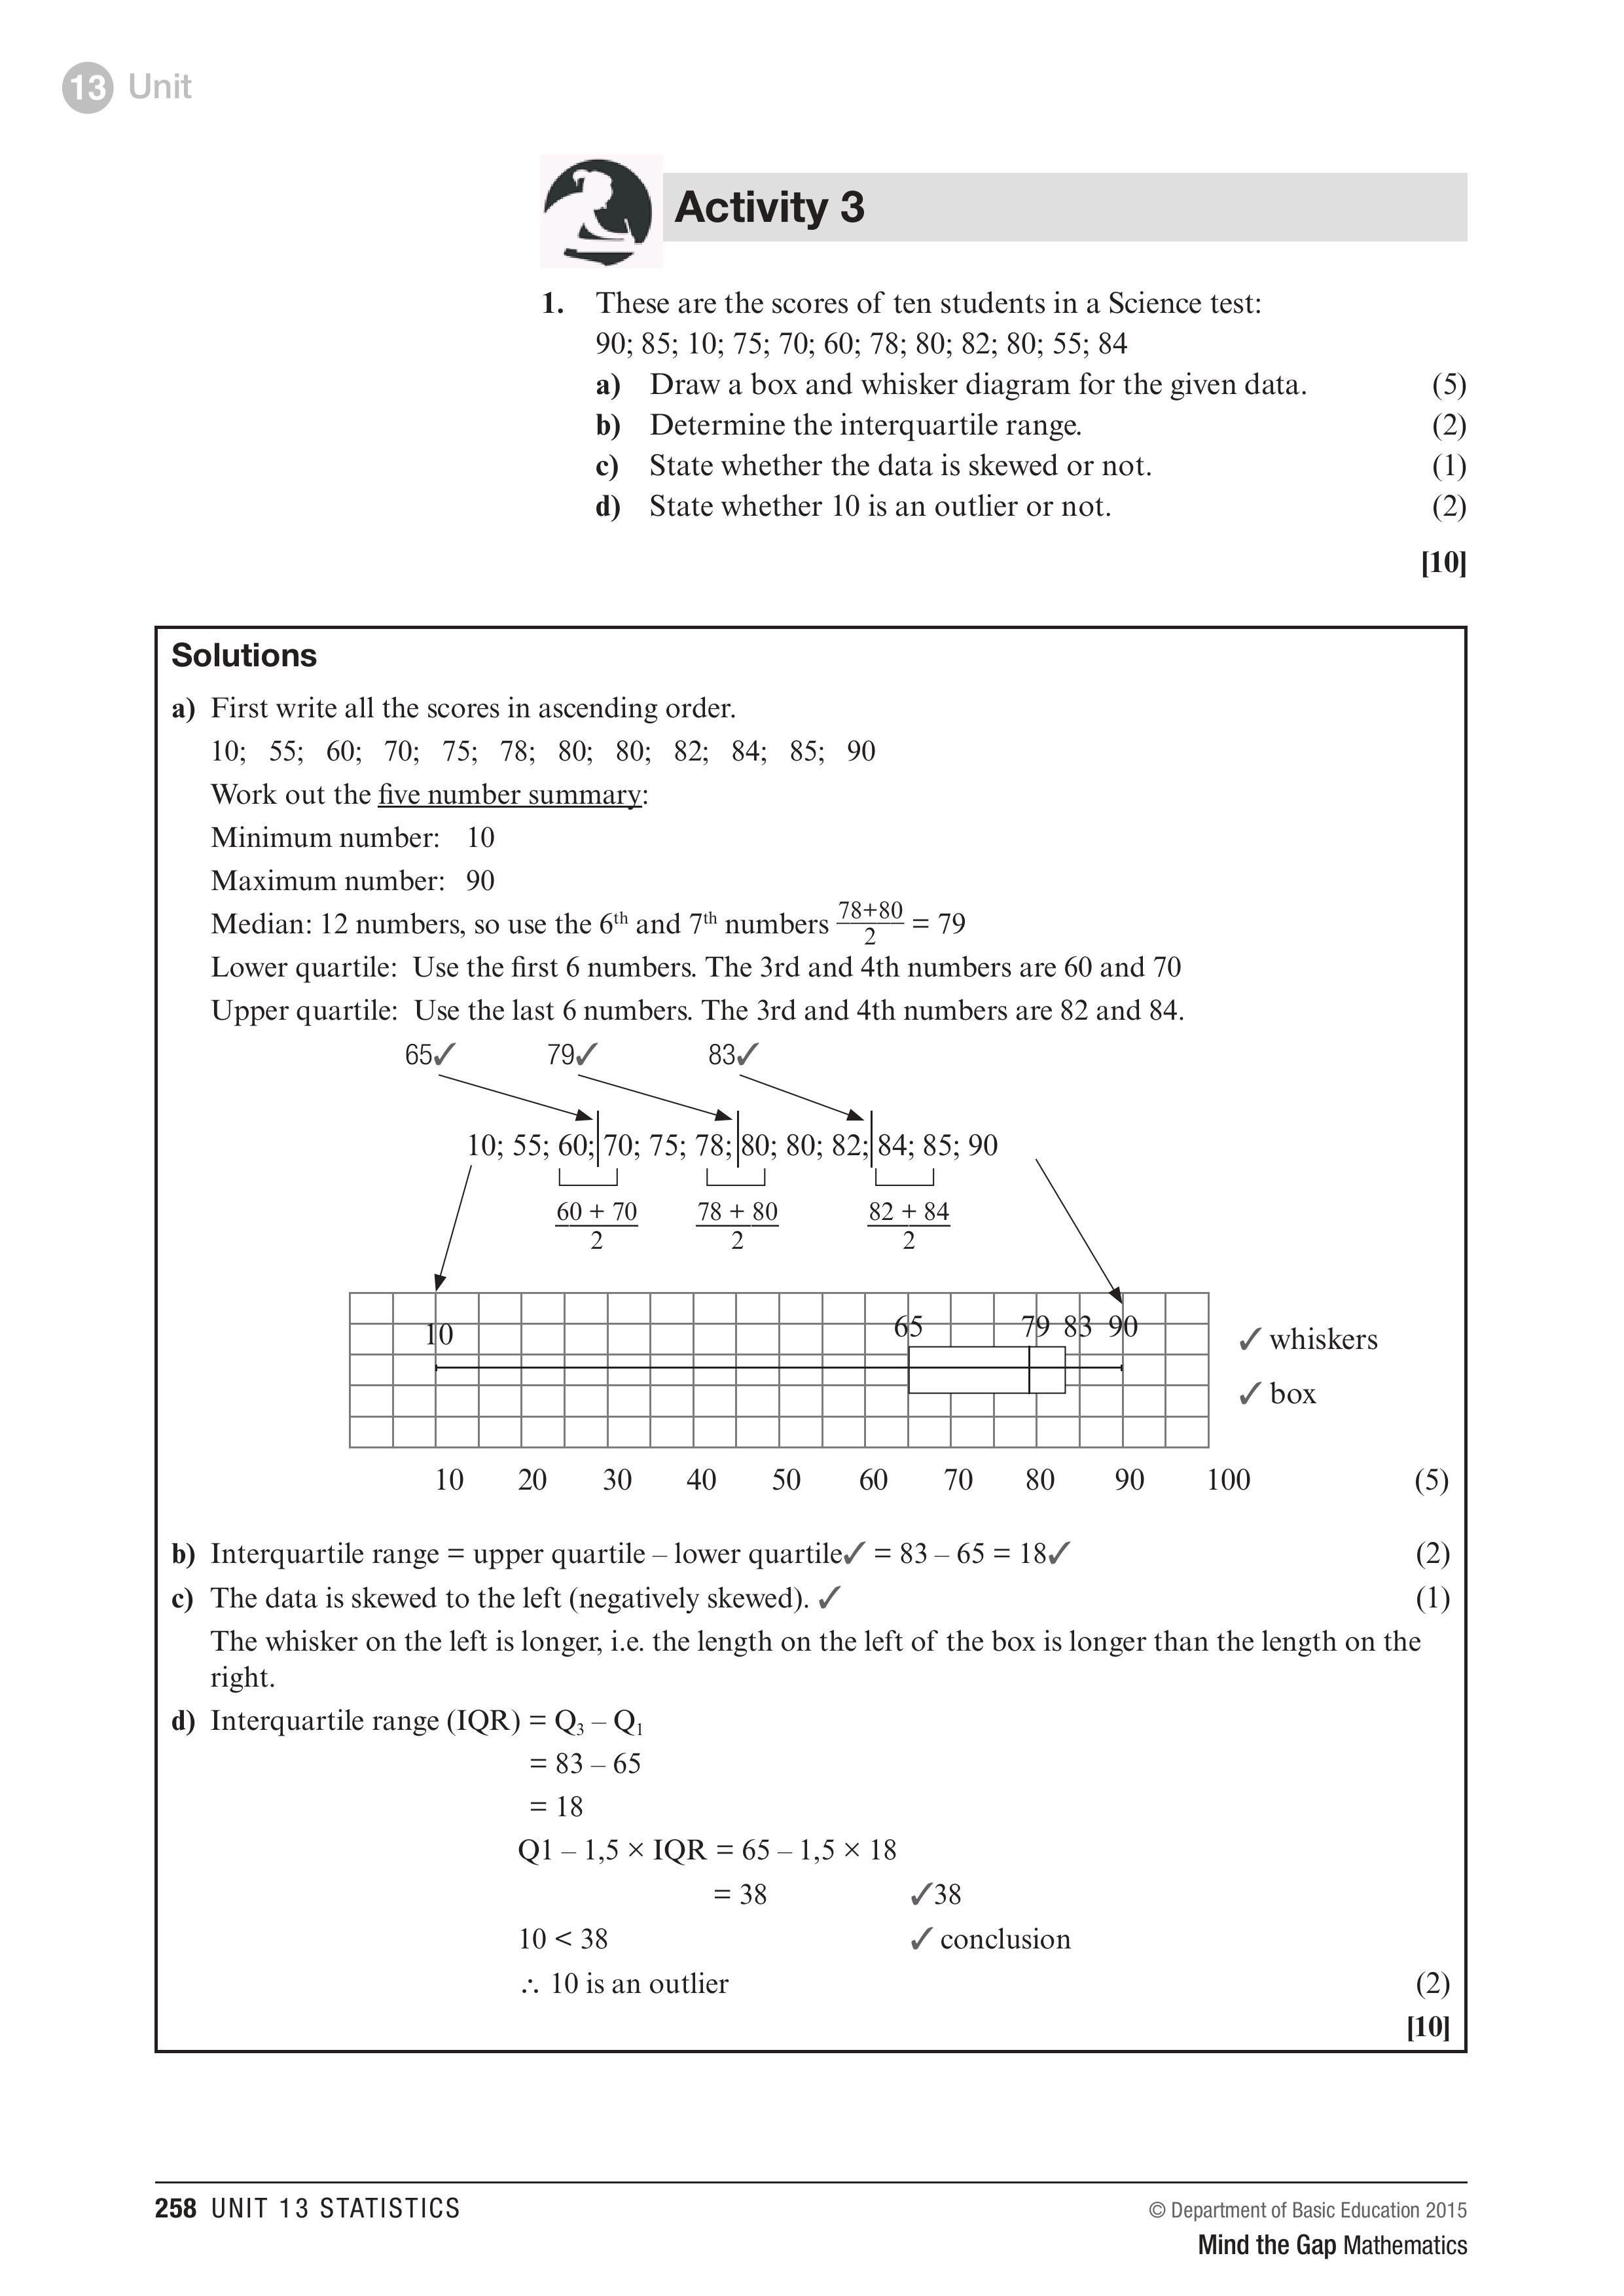 13 Unit
Activity 3
1. These are the scores of ten students in a Science test:
90; 85; 10; 75; 70; 60; 78; 80; 82; 80; 55; 84
a) Draw a box and whisker diagram for the given data. (5)
b) Determine the interquartile range. (2)
c) State whether the data is skewed or not. (1)
d) State whether 10 is an outlier or not. (2)
[10]
Solutions
a) First write all the scores in ascending order.
10; 55; 60; 70; 75; 78; 80; 80; 82; 84; 85; 90
Work out the five number summary:
Minimum number: 10
Maximum number: 90
Median: 12 numbers, so use the 6th and 7th numbers 78+80/2 = 79
Lower quartile: Use the first 6 numbers. The 3rd and 4th numbers are 60 and 70
Upper quartile: Use the last 6 numbers. The 3rd and 4th numbers are 82 and 84.
65✓ 79✓ 83✓
10; 55; 60; 70; 75; 78; 80; 80; 82; 84; 85; 90
60 + 70 78 + 80 82 + 84
2 2 2
10 65 79 83 90
✓ whiskers
✓ box
10 20 30 40 50 60 70 80 90 100 (5)
b) Interquartile range = upper quartile – lower quartile✓ = 83 – 65 = 18✓ (2)
c) The data is skewed to the left (negatively skewed). ✓ (1)
The whisker on the left is longer, i.e. the length on the left of the box is longer than the length on the
right.
d) Interquartile range (IQR) = Q3 – Q1
= 83 – 65
= 18
Q1 – 1,5 × IQR = 65 – 1,5 × 18
= 38 ✓38
10 < 38 ✓ conclusion
∴ 10 is an outlier (2)
[10]
258 UNIT 13 STATISTICS
© Department of Basic Education 2015
Mind the Gap Mathematics